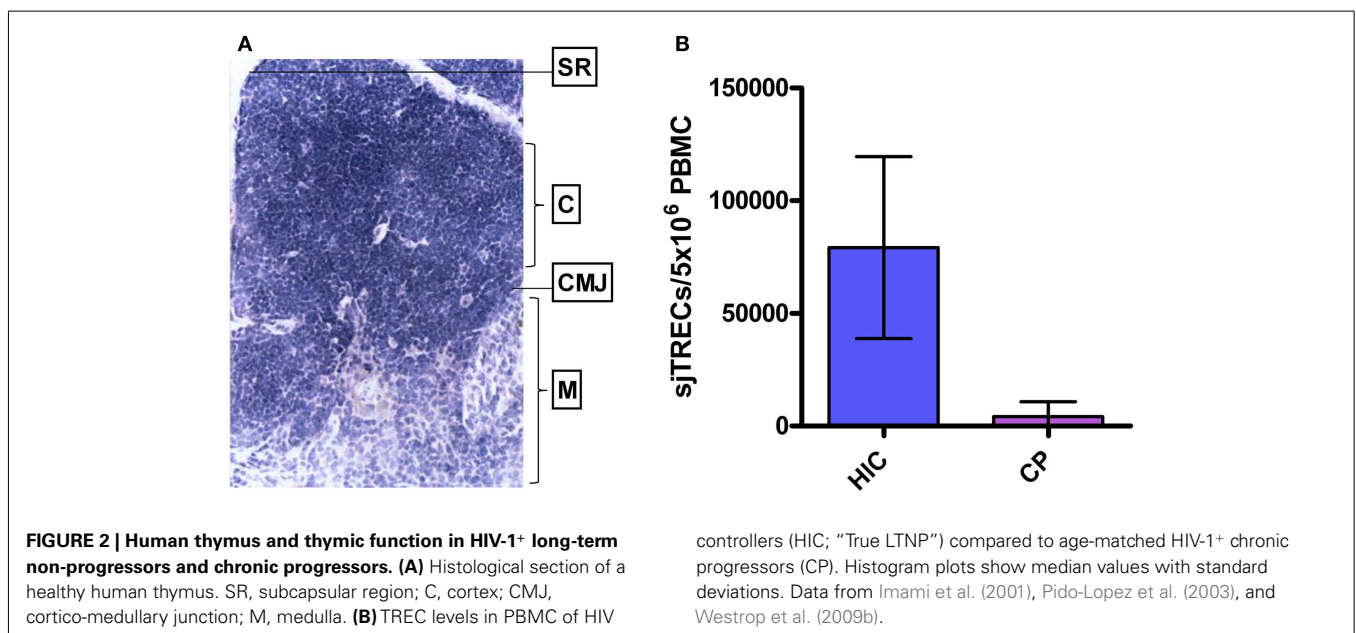 A
SR
C
CMJ
M
B
150000
100000
50000
0
sjTRECs/5x10⁶ PBMC
HIC
CP
FIGURE 2 | Human thymus and thymic function in HIV-1⁺ long-term
non-progressors and chronic progressors. (A) Histological section of a
healthy human thymus. SR, subcapsular region; C, cortex; CMJ,
cortico-medullary junction; M, medulla. (B) TREC levels in PBMC of HIV
controllers (HIC; “True LTNP”) compared to age-matched HIV-1⁺ chronic
progressors (CP). Histogram plots show median values with standard
deviations. Data from Imami et al. (2001), Pido-Lopez et al. (2003), and
Westrop et al. (2009b).